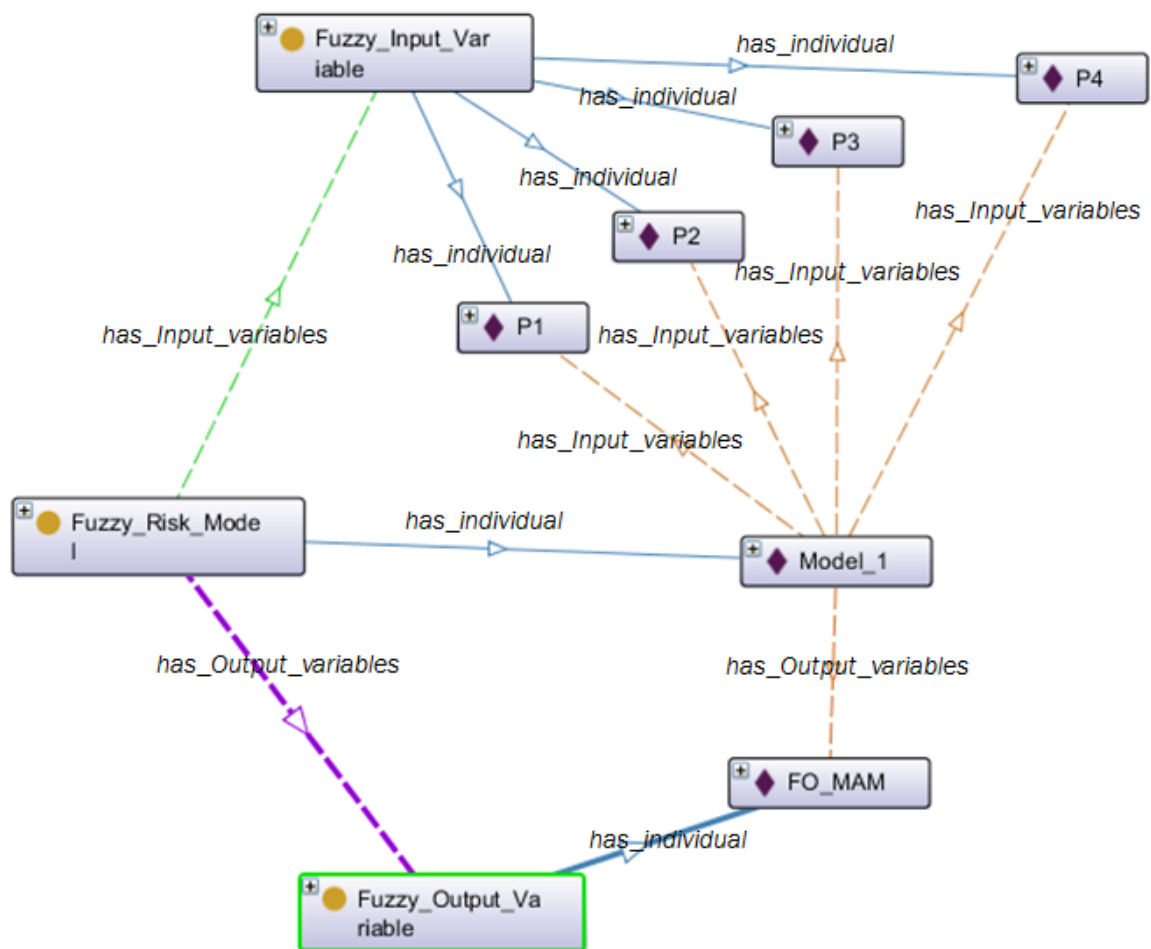 Fuzzy_Input_Var
iable
has_individual
P4
has_individual
P3
has_individual
P2
has_Input_variables
has_individual
has_Input_variables
P1
has_Input_variables
has_Input_variables
has_Input_variables
Fuzzy_Risk_Mode
l
has_individual
Model_1
has_Output_variables
has_Output_variables
FO_MAM
has_individual
Fuzzy_Output_Va
riable